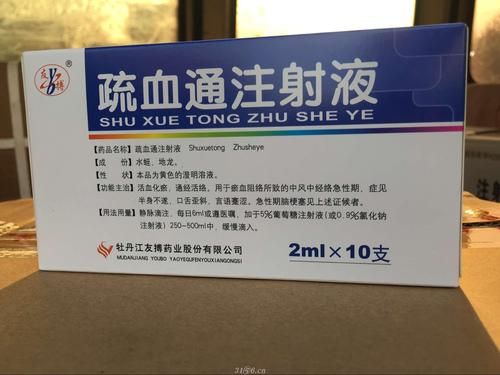 友搏®
疏血通注射液
SHU XUE TONG ZHU SHE YE
【药品名称】 疏血通注射液 Shuxuetong Zhusheye
【成 份】 水蛭、地龙。
【性 状】 本品为黄色的澄明溶液。
【功能主治】 活血化瘀，通经活络。用于瘀血阻络所致的中风中经络急性期，症见
半身不遂、口舌歪斜、言语蹇涩。急性期脑梗塞见上述证候者。
【用法用量】 静脉滴注，每日6ml或遵医嘱，加于5%葡萄糖注射液(或0.9%氯化钠
注射液)250-500ml中，缓慢滴入。
牡丹江友搏药业股份有限公司
MUDANJIANG YOUBO YAOYEGUFENYOUXIANGONGSI
2ml×10支
3156.cn